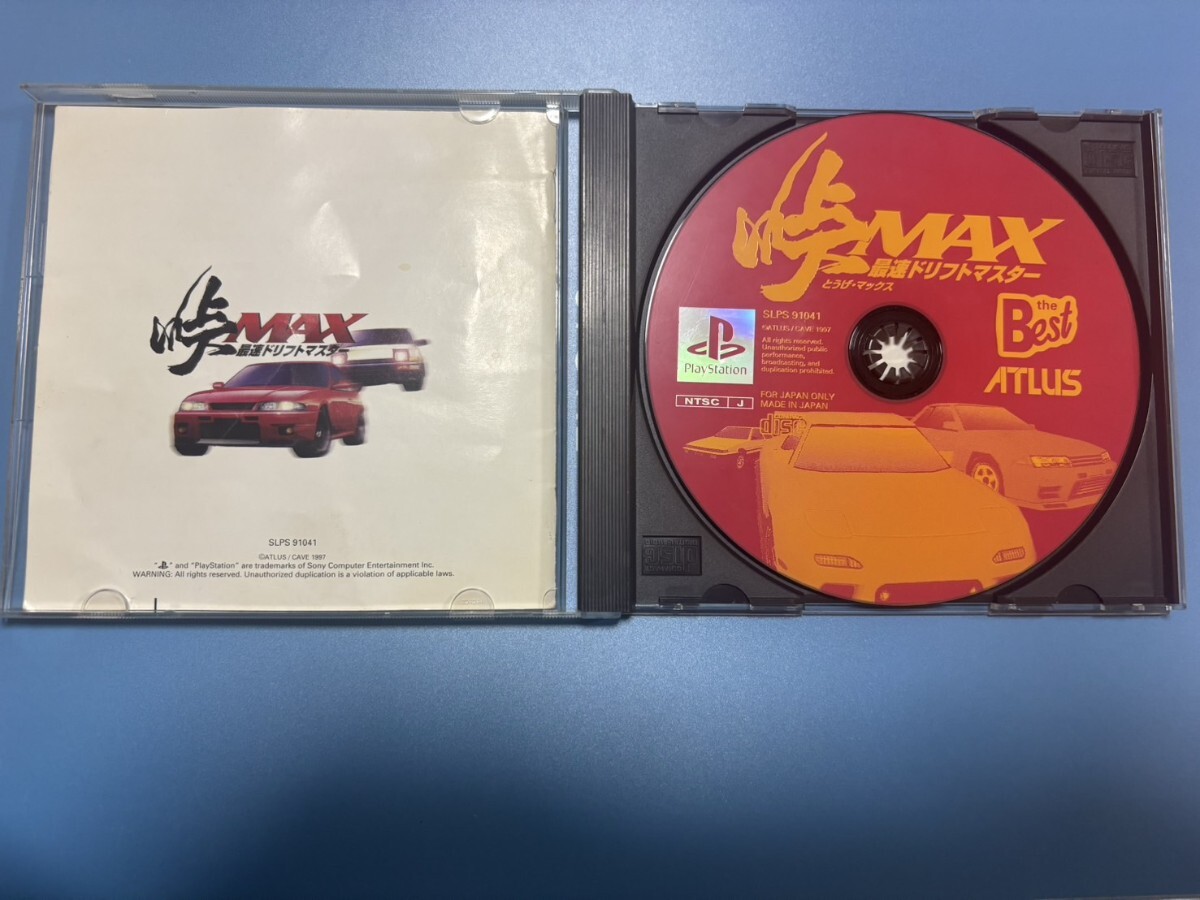 峠MAX
最速ドリフトマスター
SLPS 91041
©ATLUS / CAVE 1997
"PS" and "PlayStation" are trademarks of Sony Computer Entertainment Inc.
WARNING: All rights reserved. Unauthorized duplication is a violation of applicable laws.
峠MAX
最速ドリフトマスター
とうげ・マックス
SLPS 91041
©ATLUS / CAVE 1997
All rights reserved.
Unauthorized public
performance,
broadcasting, and
duplication prohibited.
PlayStation
NTSC J
FOR JAPAN ONLY
MADE IN JAPAN
disc
the
Best
ATLUS